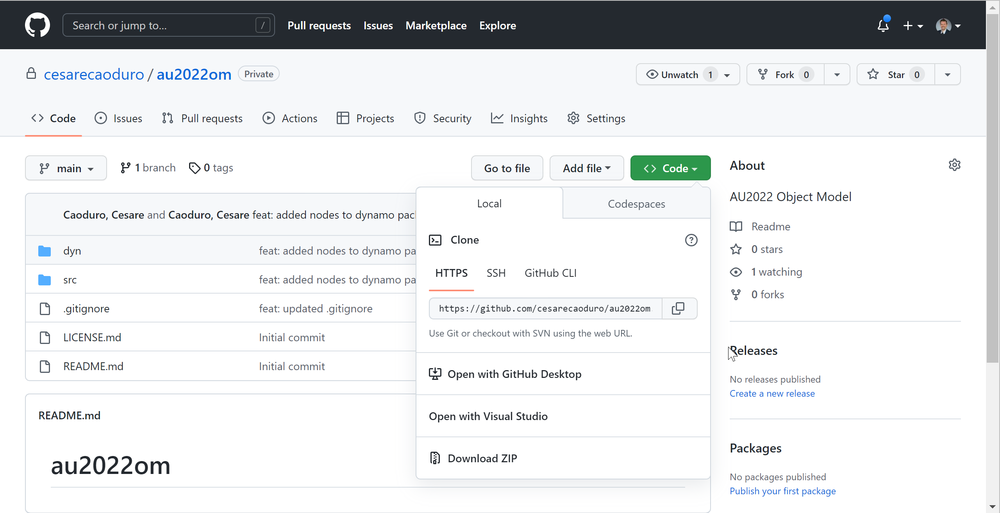 Search or jump to... / Pull requests Issues Marketplace Explore
cesarecaoduro / au2022om Private Unwatch 1 Fork 0 Star 0
Code Issues Pull requests Actions Projects Security Insights Settings
main 1 branch 0 tags Go to file Add file Code
Caoduro, Cesare and Caoduro, Cesare feat: added nodes to dynamo pac
dyn feat: added nodes to dynamo pa
src feat: added nodes to dynamo pa
.gitignore feat: updated .gitignore
LICENSE.md Initial commit
README.md Initial commit
README.md
au2022om
Local Codespaces
Clone
HTTPS SSH GitHub CLI
https://github.com/cesarecaoduro/au2022om.
Use Git or checkout with SVN using the web URL.
Open with GitHub Desktop
Open with Visual Studio
Download ZIP
About
AU2022 Object Model
Readme
0 stars
1 watching
0 forks
Releases
No releases published
Create a new release
Packages
No packages published
Publish your first package